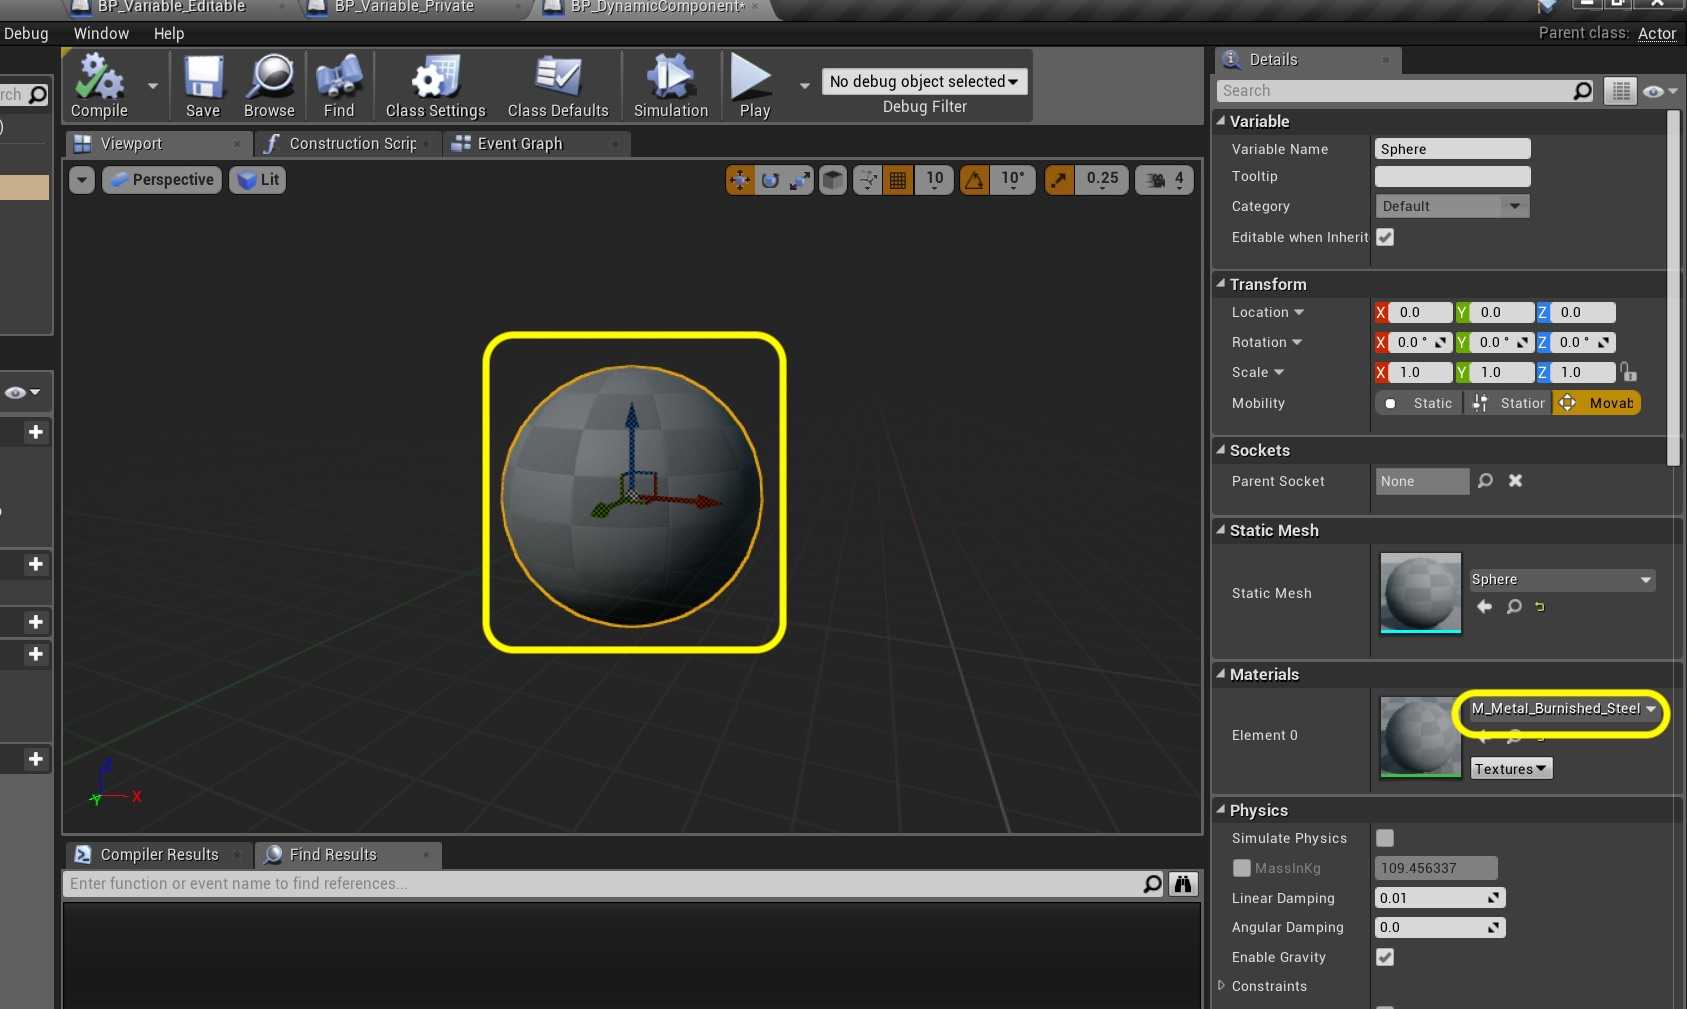 BP_Variable_Editable
BP_Variable_Private
BP_DynamicComponent*
Debug
Window
Help
Parent class: Actor
Compile
Save
Browse
Find
Class Settings
Class Defaults
Simulation
Play
No debug object selected
Debug Filter
Viewport
Construction Scrip
Event Graph
Perspective
Lit
10
10°
0.25
4
X
Y
Compiler Results
Find Results
Enter function or event name to find references...
Details
Search
Variable
Variable Name
Sphere
Tooltip
Category
Default
Editable when Inherit
Transform
Location
X 0.0 Y 0.0 Z 0.0
Rotation
X 0.0 ° Y 0.0 ° Z 0.0 °
Scale
X 1.0 Y 1.0 Z 1.0
Mobility
Static
Station
Movab
Sockets
Parent Socket
None
Static Mesh
Static Mesh
Sphere
Materials
Element 0
M_Metal_Burnished_Steel
Textures
Physics
Simulate Physics
MassInKg
109.456337
Linear Damping
0.01
Angular Damping
0.0
Enable Gravity
Constraints